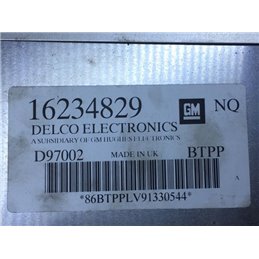 16234829 GM NQ
DELCO ELECTRONICS
A SUBSIDIARY OF GM HUGHES ELECTRONICS
D97002 MADE IN UK BTPP
*86BTPPLV91330544*